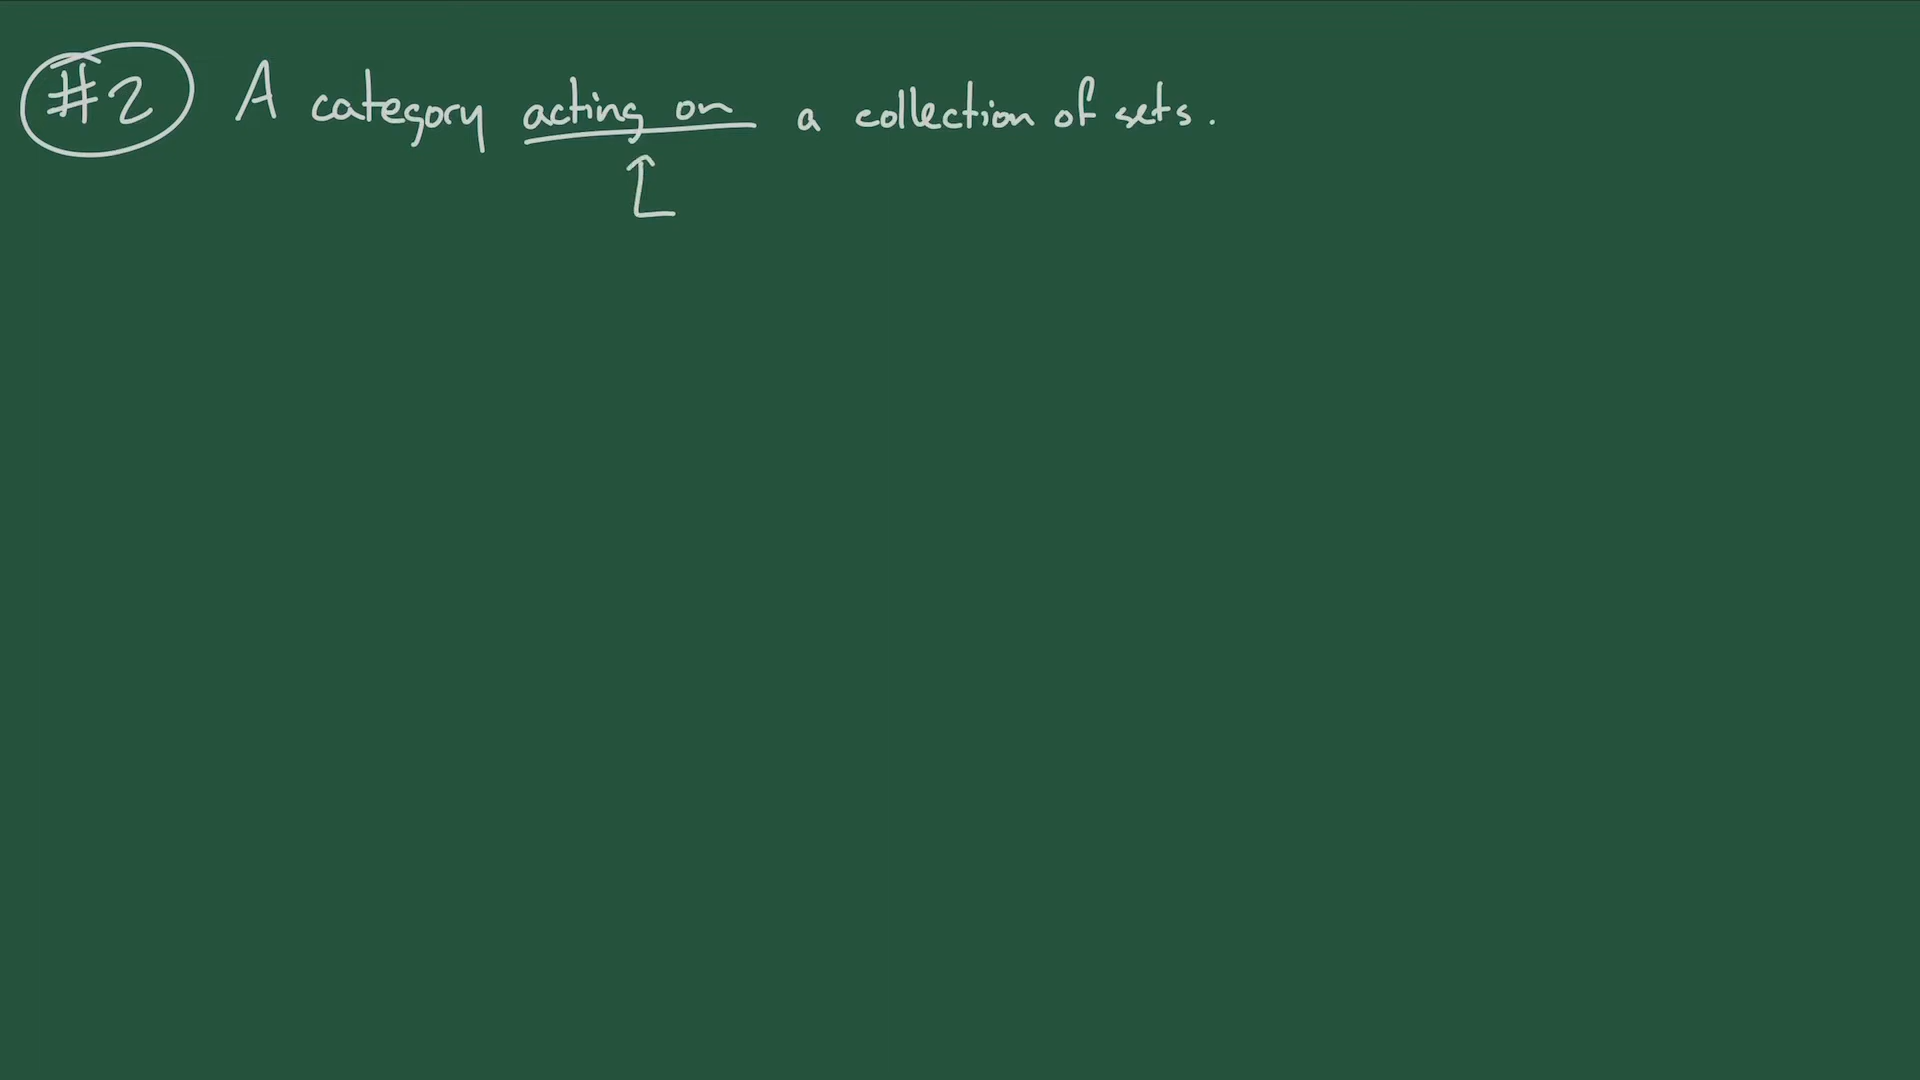 #2 A category acting on a collection of sets.